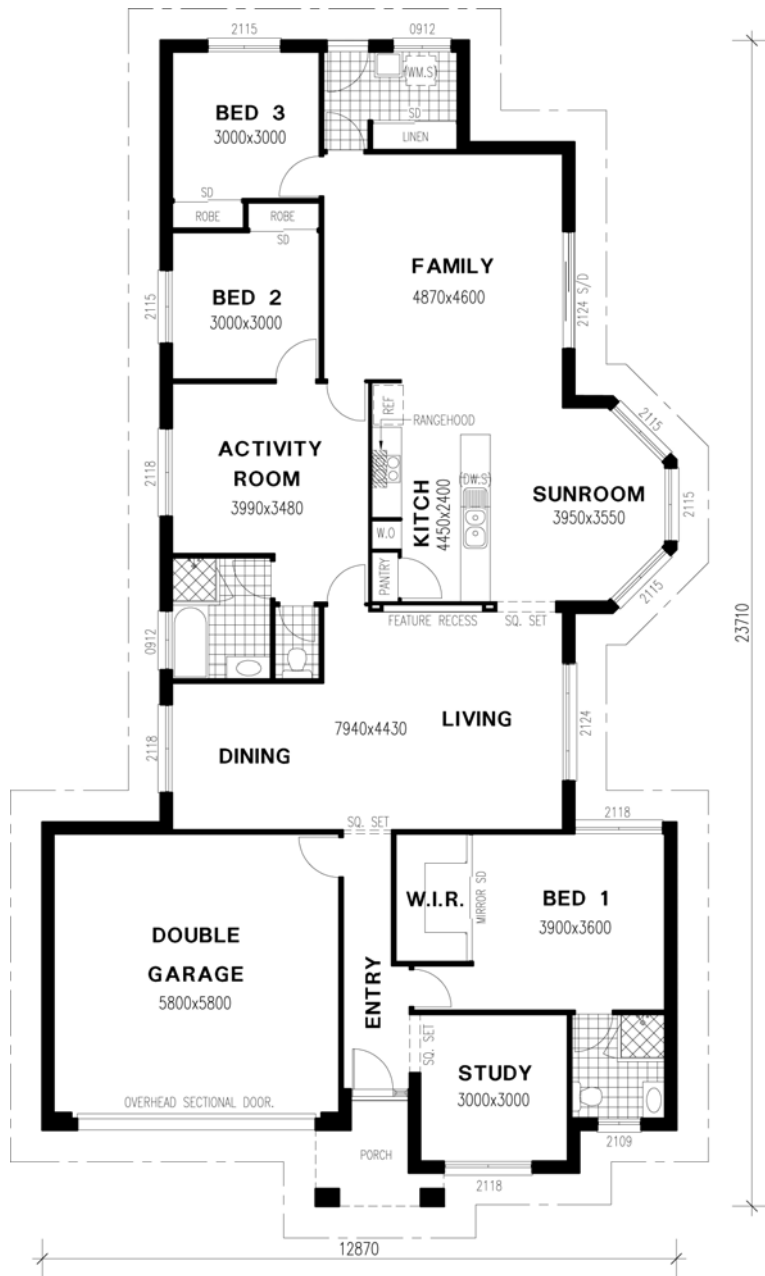 2115
0912
(WM.S)
BED 3
3000x3000
SD
LINEN
SD
ROBE
ROBE
SD
FAMILY
4870x4600
2124 S/D
BED 2
3000x3000
2115
REF
RANGEHOOD
2115
ACTIVITY
ROOM
3990x3480
2118
KITCH
4450x2400
(DW.S)
SUNROOM
3950x3550
2115
W.O
PANTRY
2115
FEATURE RECESS
SQ. SET
0912
23710
2118
DINING
7940x4430
LIVING
2124
SQ. SET
2118
W.I.R.
MIRROR SD
BED 1
3900x3600
DOUBLE
GARAGE
5800x5800
ENTRY
SQ. SET
STUDY
3000x3000
OVERHEAD SECTIONAL DOOR.
2109
PORCH
2118
12870